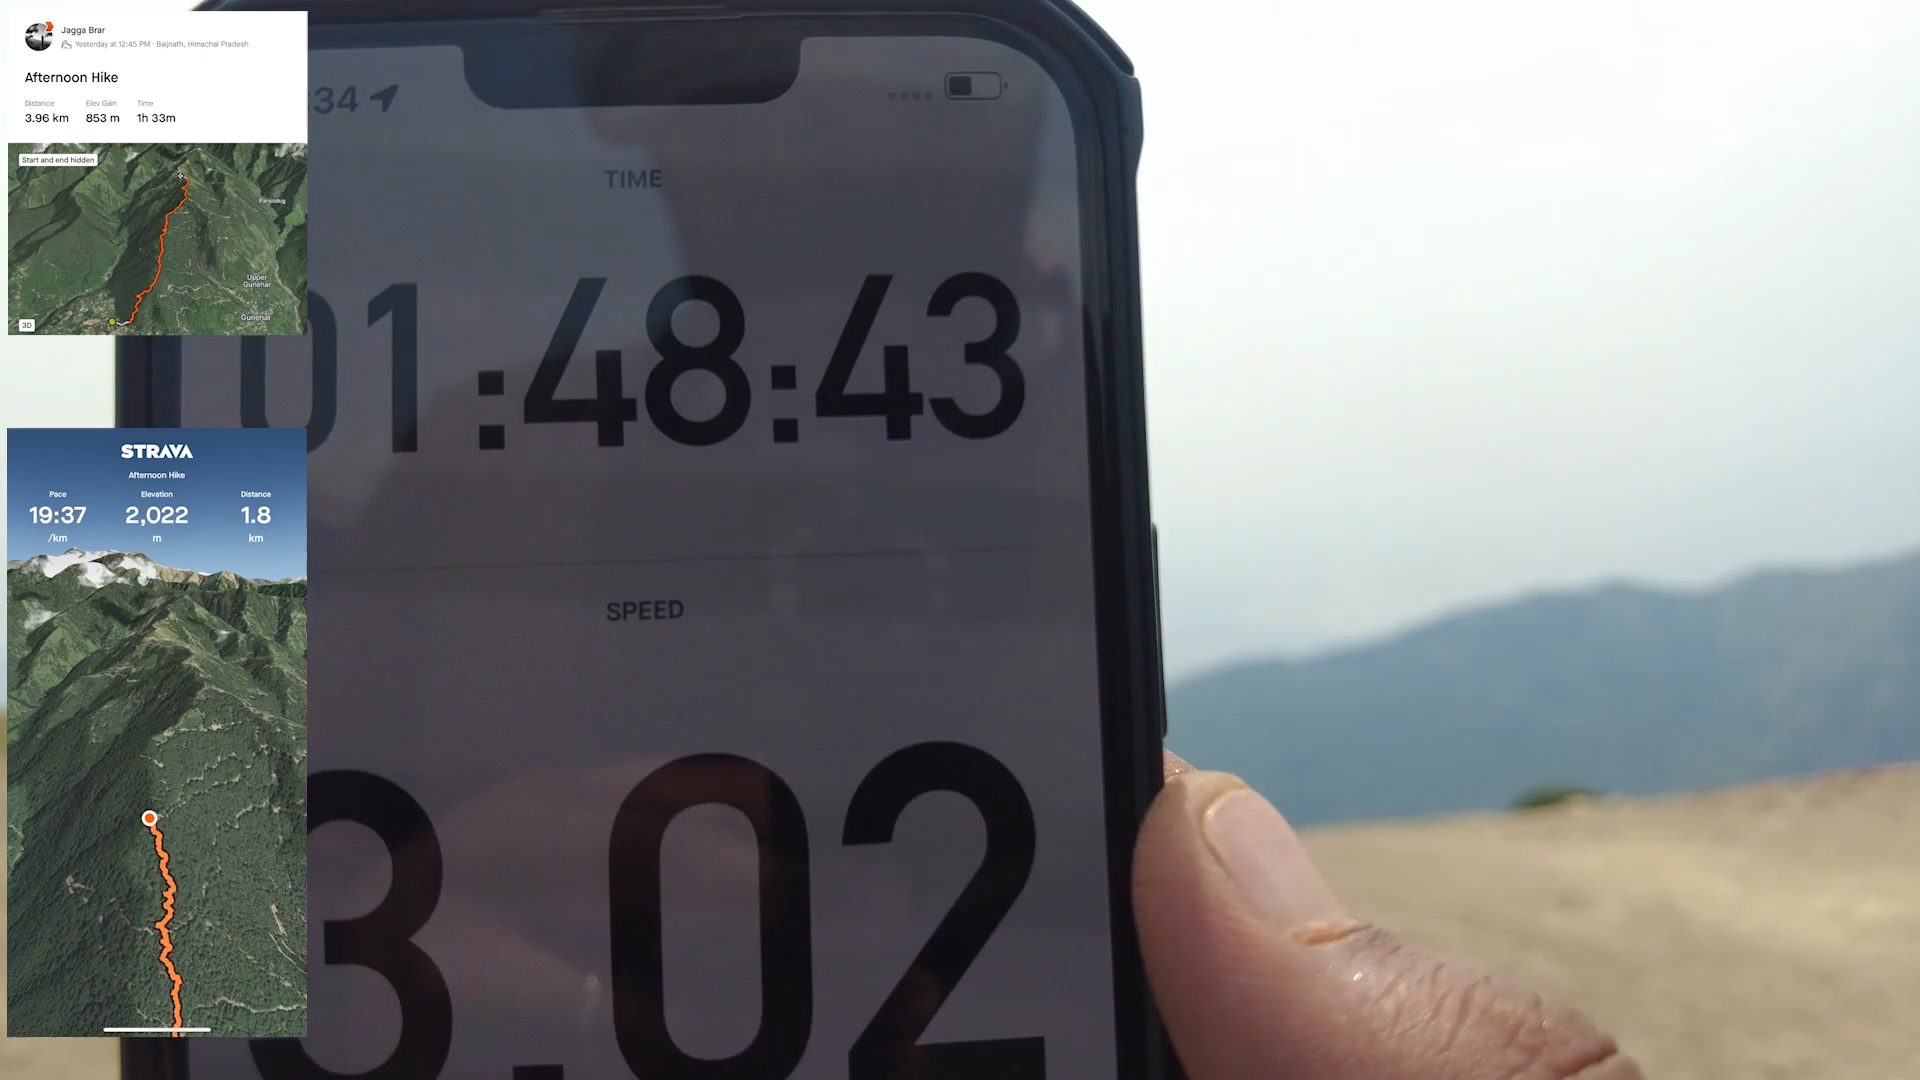 Jagga Brar
Yesterday at 12:45 PM · Baijnath, Himachal Pradesh
Afternoon Hike
Distance Elev Gain Time
3.96 km 853 m 1h 33m
Start and end hidden
Upper
Gunehar
Gunehar
3D
STRAVA
Afternoon Hike
Pace Elevation Distance
19:37 2,022 1.8
/km m km
:34
TIME
01:48:43
SPEED
3.02